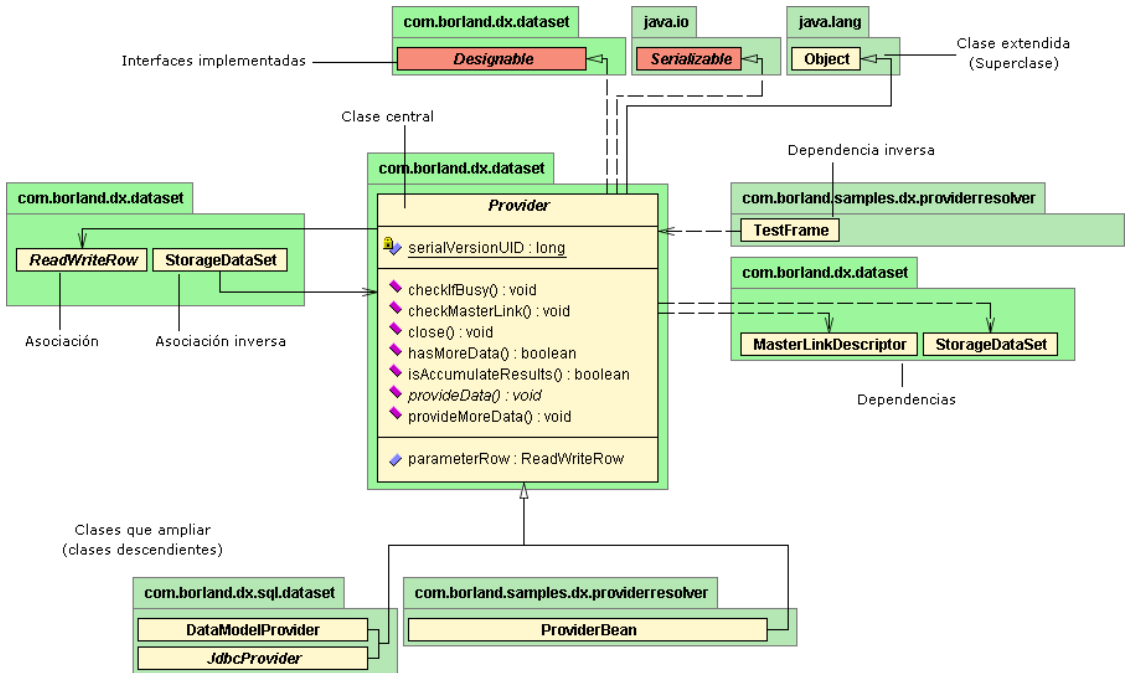 com.borland.dx.dataset
java.io
java.lang
Interfaces implementadas
Designable
Serializable
Object
Clase extendida
(Superclase)
Clase central
Dependencia inversa
com.borland.dx.dataset
com.borland.dx.dataset
com.borland.samples.dx.providerresolver
Provider
TestFrame
serialVersionUID : long
ReadWriteRow
StorageDataSet
com.borland.dx.dataset
checkIfBusy() : void
checkMasterLink() : void
close() : void
hasMoreData() : boolean
isAccumulateResults() : boolean
provideData() : void
provideMoreData() : void
Asociación
Asociación inversa
MasterLinkDescriptor
StorageDataSet
Dependencias
parameterRow : ReadWriteRow
Clases que ampliar
(clases descendientes)
com.borland.dx.sql.dataset
com.borland.samples.dx.providerresolver
DataModelProvider
ProviderBean
JdbcProvider